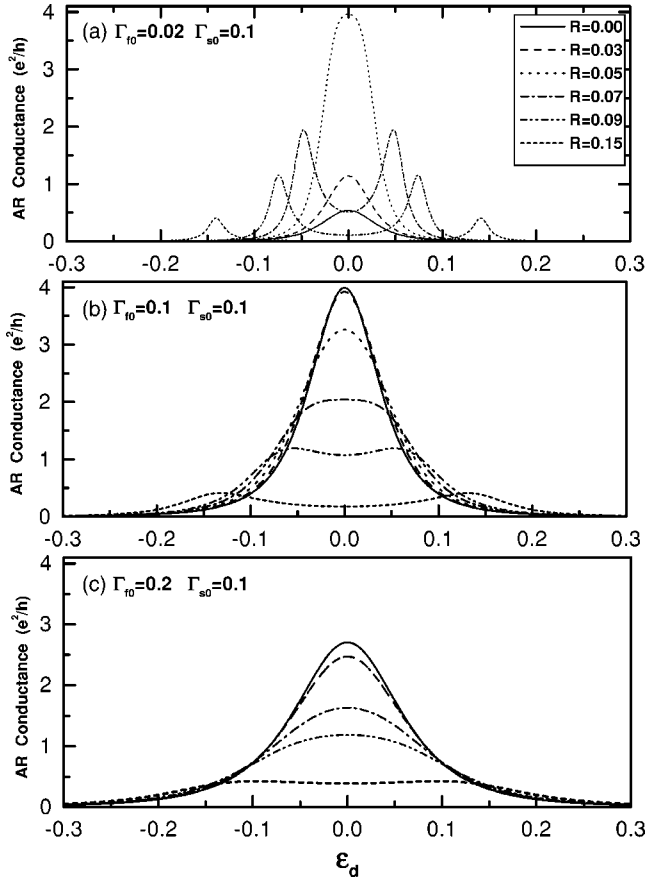 (a) Γf0=0.02 Γs0=0.1
R=0.00
R=0.03
R=0.05
R=0.07
R=0.09
R=0.15
AR Conductance (e²/h)
4
3
2
1
0
-0.3 -0.2 -0.1 0.0 0.1 0.2 0.3
(b) Γf0=0.1 Γs0=0.1
AR Conductance (e²/h)
4
3
2
1
0
-0.3 -0.2 -0.1 0.0 0.1 0.2 0.3
(c) Γf0=0.2 Γs0=0.1
AR Conductance (e²/h)
4
3
2
1
0
-0.3 -0.2 -0.1 0.0 0.1 0.2 0.3
εd